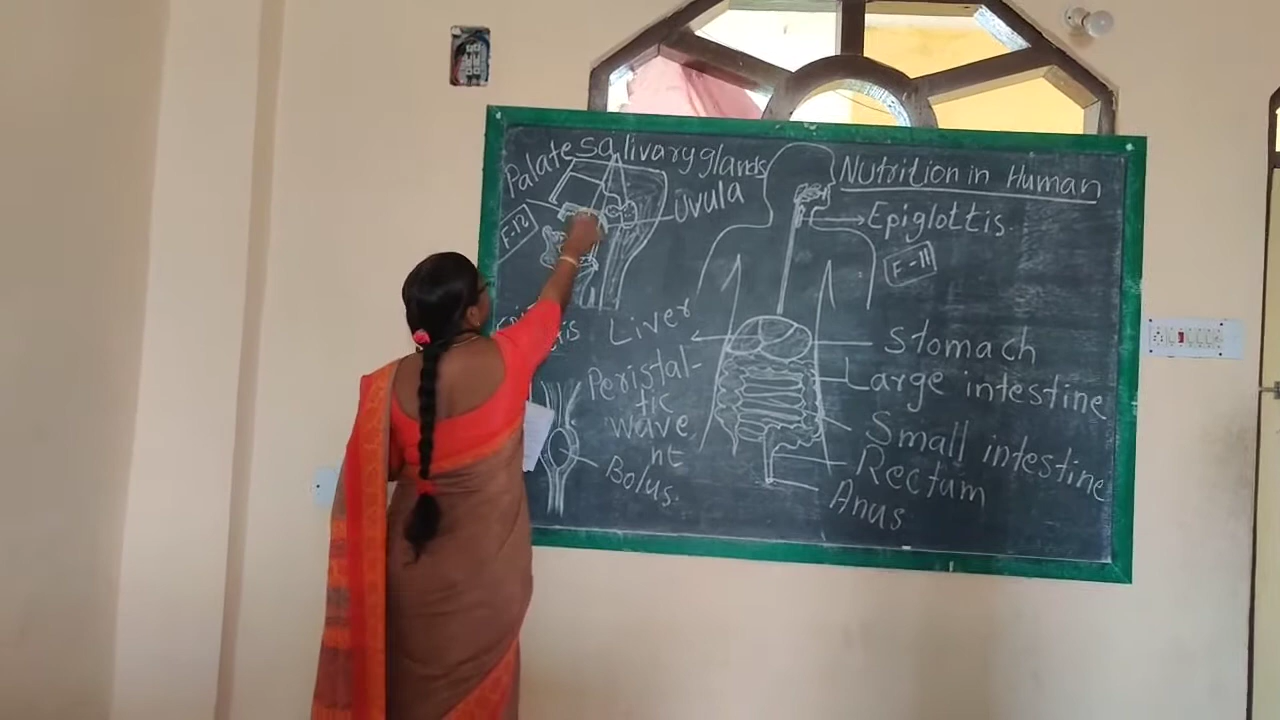 Palate Salivary glands
Uvula
F-12
Nutrition in Human
Epiglottis
F-11
Liver
Stomach
Large intestine
Small intestine
Rectum
Anus
Peristal-
tic
wave
nt
Bolus